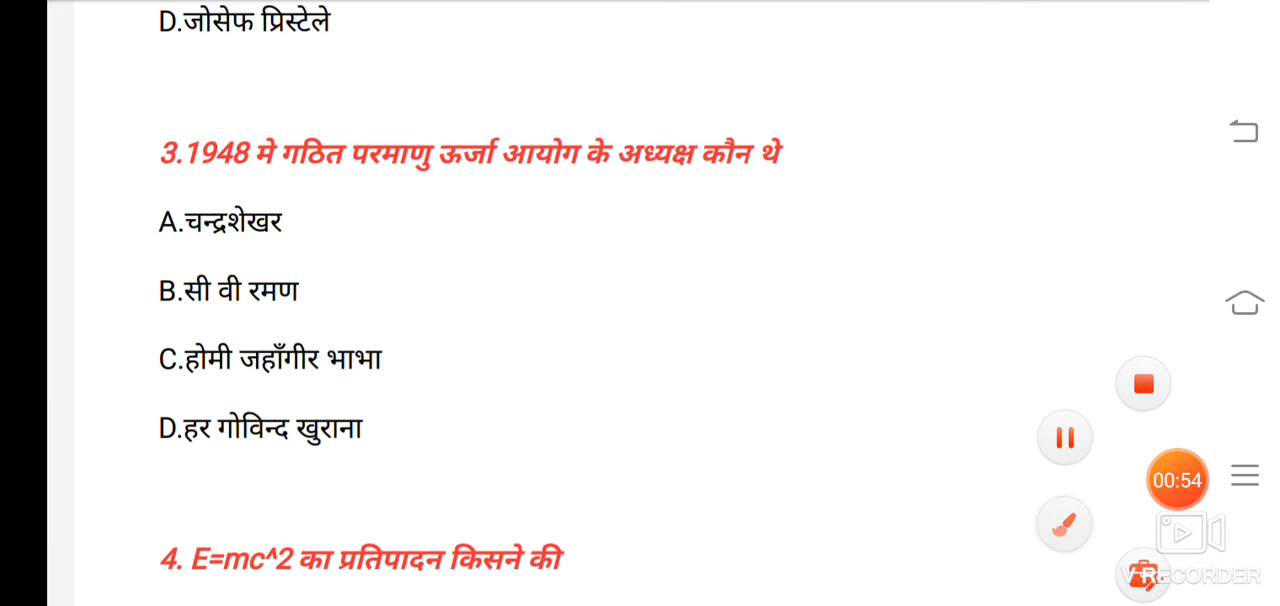 D.जोसेफ प्रिस्टेले
3.1948 मे गठित परमाणु ऊर्जा आयोग के अध्यक्ष कौन थे
A.चन्द्रशेखर
B.सी वी रमण
C.होमी जहाँगीर भाभा
D.हर गोविन्द खुराना
00:54
4. E=mc^2 का प्रतिपादन किसने की
V-RECORDER